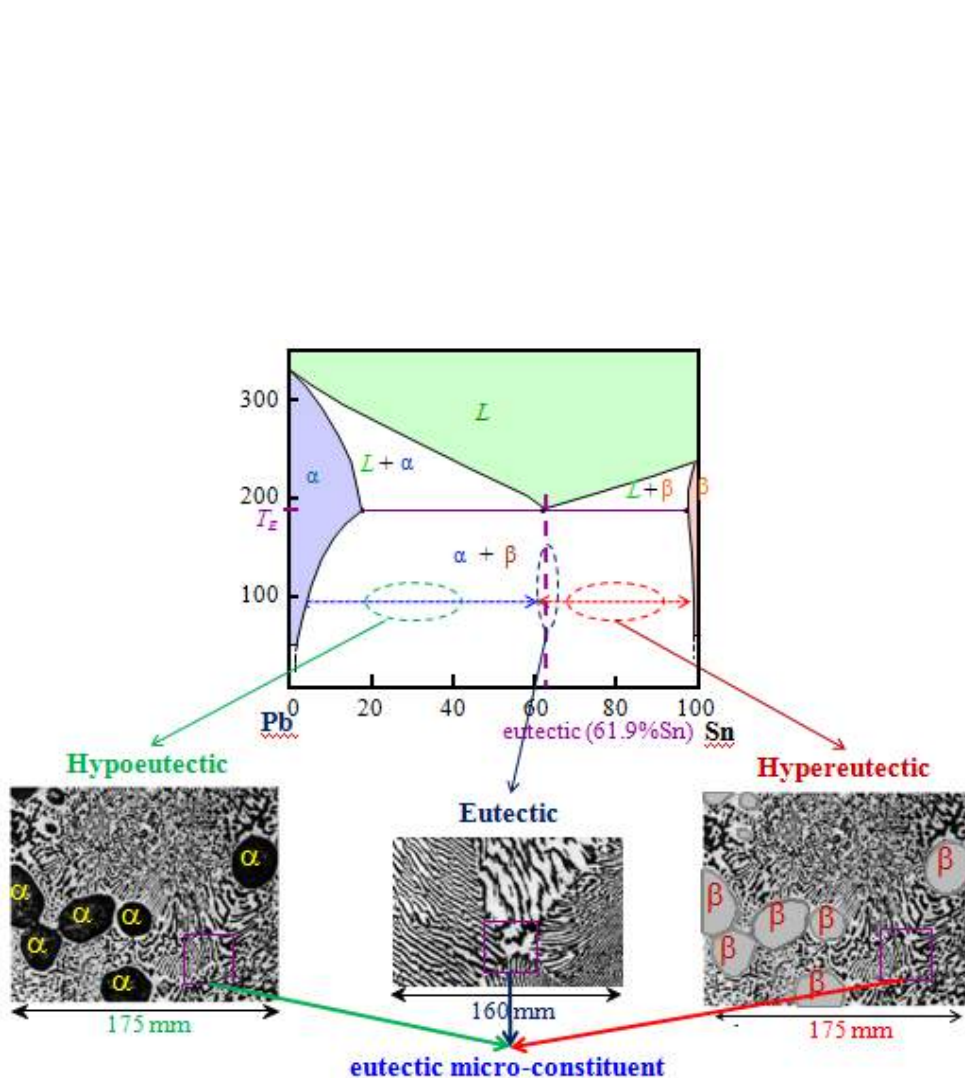 300
L
L + α
α
200
L+β
β
T_E
α + β
100
0
20
40
60
80
100
Pb
eutectic (61.9%Sn)
Sn
Hypoeutectic
Hypereutectic
Eutectic
α
α
α
α
α
α
β
β
β
β
β
β
175 mm
160 mm
175 mm
eutectic micro-constituent